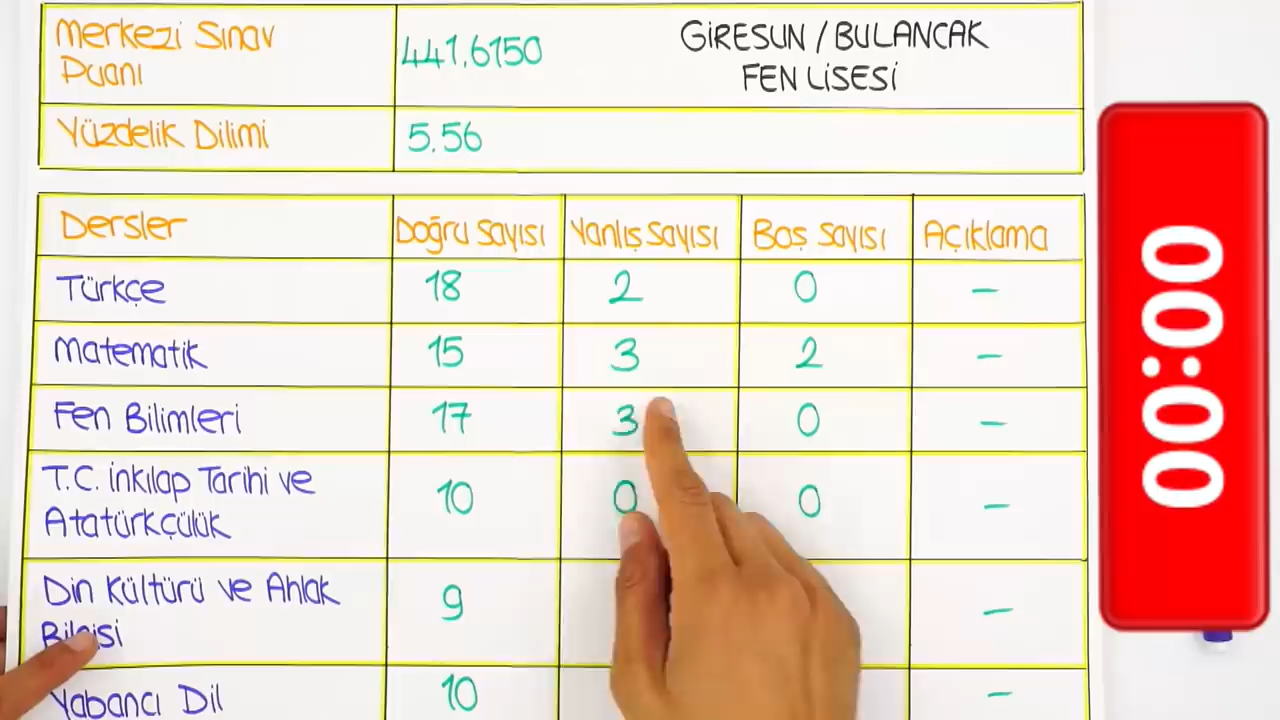 Merkezi Sınav
Puanı
441,6150
GİRESUN / BULANCAK
FEN LİSESİ
Yüzdelik Dilimi
5.56
Dersler Doğru Sayısı Yanlış Sayısı Boş Sayısı Açıklama
Türkçe 18 2 0 –
Matematik 15 3 2 –
Fen Bilimleri 17 3 0 –
T.C. İnkılap Tarihi ve
Atatürkçülük 10 0 0 –
Din Kültürü ve Ahlak
Bilgisi 9 –
Yabancı Dil 10 –
00:00